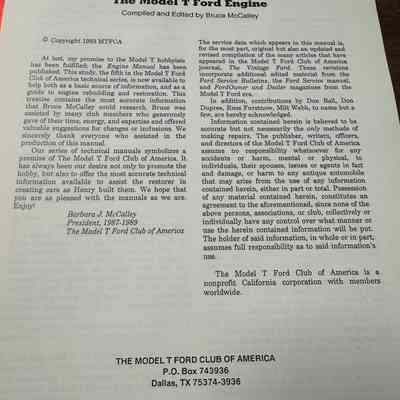 The Model T Ford Engine
Compiled and Edited by Bruce McCalley
© Copyright 1989 MTFCA
At last, my promise to the Model T hobbyists
has been fulfilled; the Engine Manual has been
published. This study, the fifth in the Model T Ford
Club of America technical series, is now available to
help both as a basic source of information, and as a
guide to engine rebuilding and restoration. This
treatise contains the most accurate information
that Bruce McCalley could research. Bruce was
assisted by many club members who generously
gave of their time, energy, and expertise and offered
valuable suggestions for changes or inclusions. We
sincerely thank everyone who assisted in the
production of this manual.
Our series of technical manuals symbolizes a
promise of The Model T Ford Club of America. It
has always been our desire not only to promote the
hobby, but also to offer the most accurate technical
information available to assist the restorer in
creating cars as Henry built them. We hope that
you are as pleased with the manuals as we are.
Enjoy!
Barbara J. McCalley
President, 1987-1989
The Model T Ford Club of America
The service data which appears in this manual is,
for the most part, original but also an updated and
revised compilation of the many articles that have
appeared in the Model T Ford Club of America
journal, The Vintage Ford. These revisions
incorporate additional edited material from the
Ford Service Bulletins, the Ford Service manual,
and FordOwner and Dealer magazines from the
Model T Ford era.
In addition, contributions by Don Ball, Don
Dugree, Enos Furstone, Milt Webb, to name but a
few, are hereby acknowledged.
Information contained herein is believed to be
accurate but not necessarily the only methods of
making repairs. The publisher, writers, officers,
and directors of the Model T Ford Club of America
assume no responsibility whatsoever for any
accidents or harm, mental or physical, to
individuals, their spouses, issues or agents in fact
and damage, or harm to any antique automobile
that may arise from the use of any information
contained herein, either in part or total. Possession
of any material contained herein, constitutes an
agreement to the aforementioned, since none of the
above persons, associations, or club, collectively or
individually have any control over what manner or
use the herein contained information will be put.
The holder of said information, in whole or in part,
assumes full responsibility as to said information's
use.
The Model T Ford Club of America is a
nonprofit California corporation with members
worldwide.
THE MODEL T FORD CLUB OF AMERICA
P.O. Box 743936
Dallas, TX 75374-3936